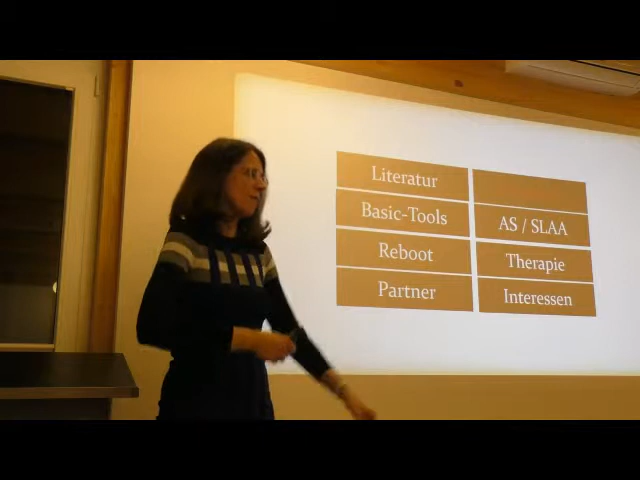 Literatur
Basic-Tools
AS / SLAA
Reboot
Therapie
Partner
Interessen